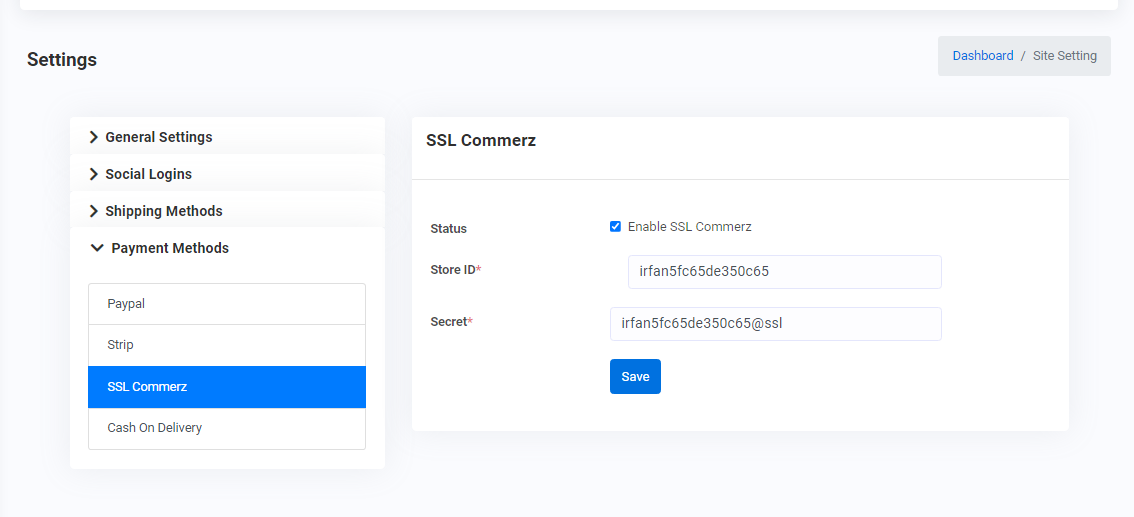 Settings
Dashboard / Site Setting
General Settings
Social Logins
Shipping Methods
Payment Methods
Paypal
Strip
SSL Commerz
Cash On Delivery
SSL Commerz
Status
Enable SSL Commerz
Store ID*
irfan5fc65de350c65
Secret*
irfan5fc65de350c65@ssl
Save